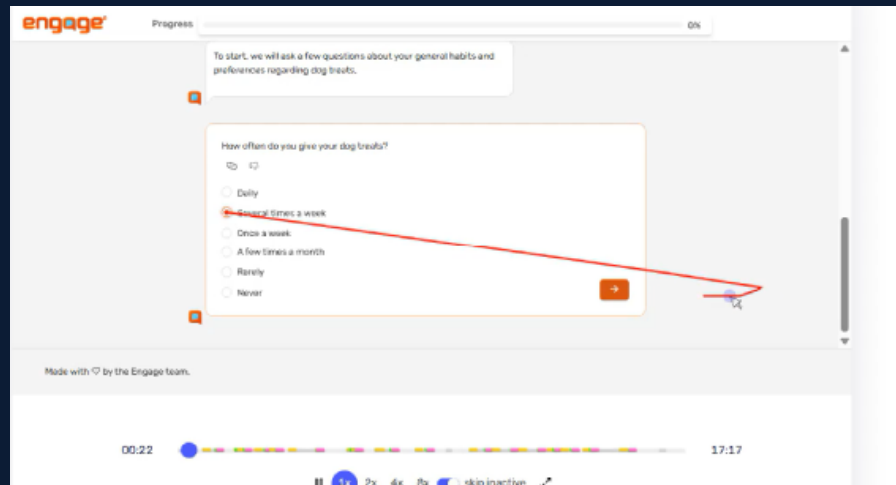 engage
Progress
0%
To start, we will ask a few questions about your general habits and
preferences regarding dog treats.
How often do you give your dog treats?
Daily
Several times a week
Once a week
A few times a month
Rarely
Never
Made with ♡ by the Engage team.
00:22
17:17
1x 2x 4x 8x skip inactive